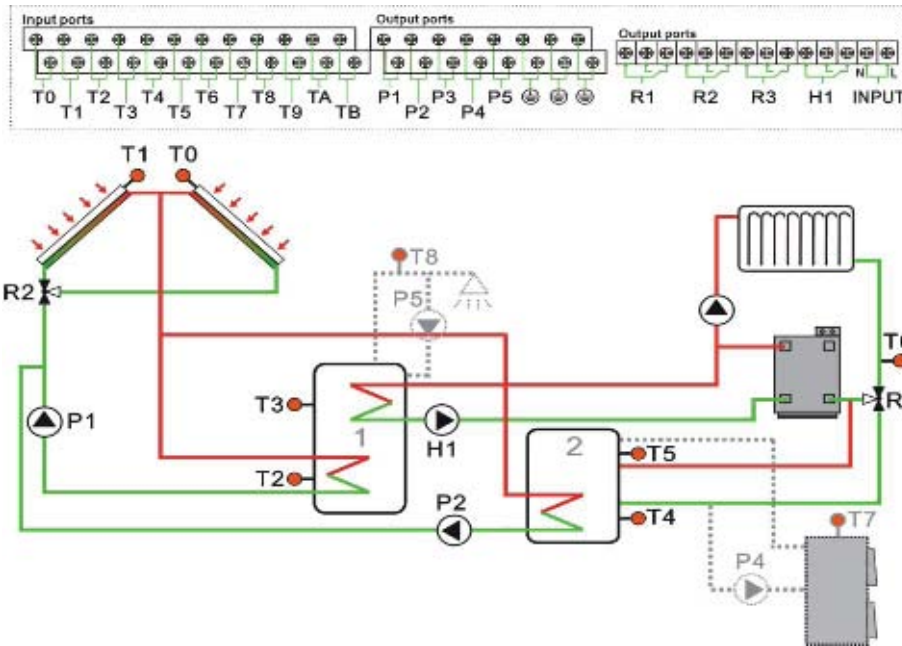 Input ports Output ports Output ports
T0 T2 T4 T6 T8 TA P1 P3 P5
T1 T3 T5 T7 T9 TB P2 P4
R1 R2 R3 H1 N L INPUT
T1 T0
T8
R2
P5
T3
P1
1
H1
2
T5
T2
P2
T4
T7
P4